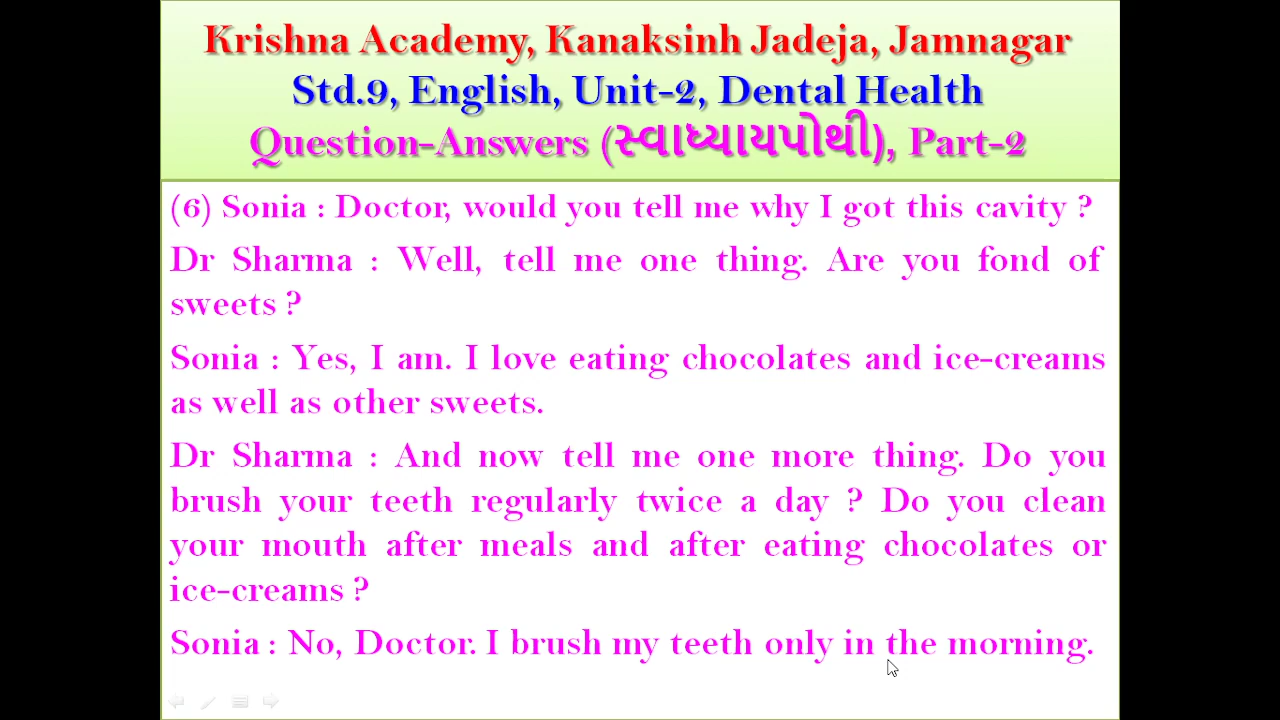 Krishna Academy, Kanaksinh Jadeja, Jamnagar
Std.9, English, Unit-2, Dental Health
Question-Answers (સ્વાધ્યાયપોથી), Part-2
(6) Sonia : Doctor, would you tell me why I got this cavity ?
Dr Sharma : Well, tell me one thing. Are you fond of
sweets ?
Sonia : Yes, I am. I love eating chocolates and ice-creams
as well as other sweets.
Dr Sharma : And now tell me one more thing. Do you
brush your teeth regularly twice a day ? Do you clean
your mouth after meals and after eating chocolates or
ice-creams ?
Sonia : No, Doctor. I brush my teeth only in the morning.